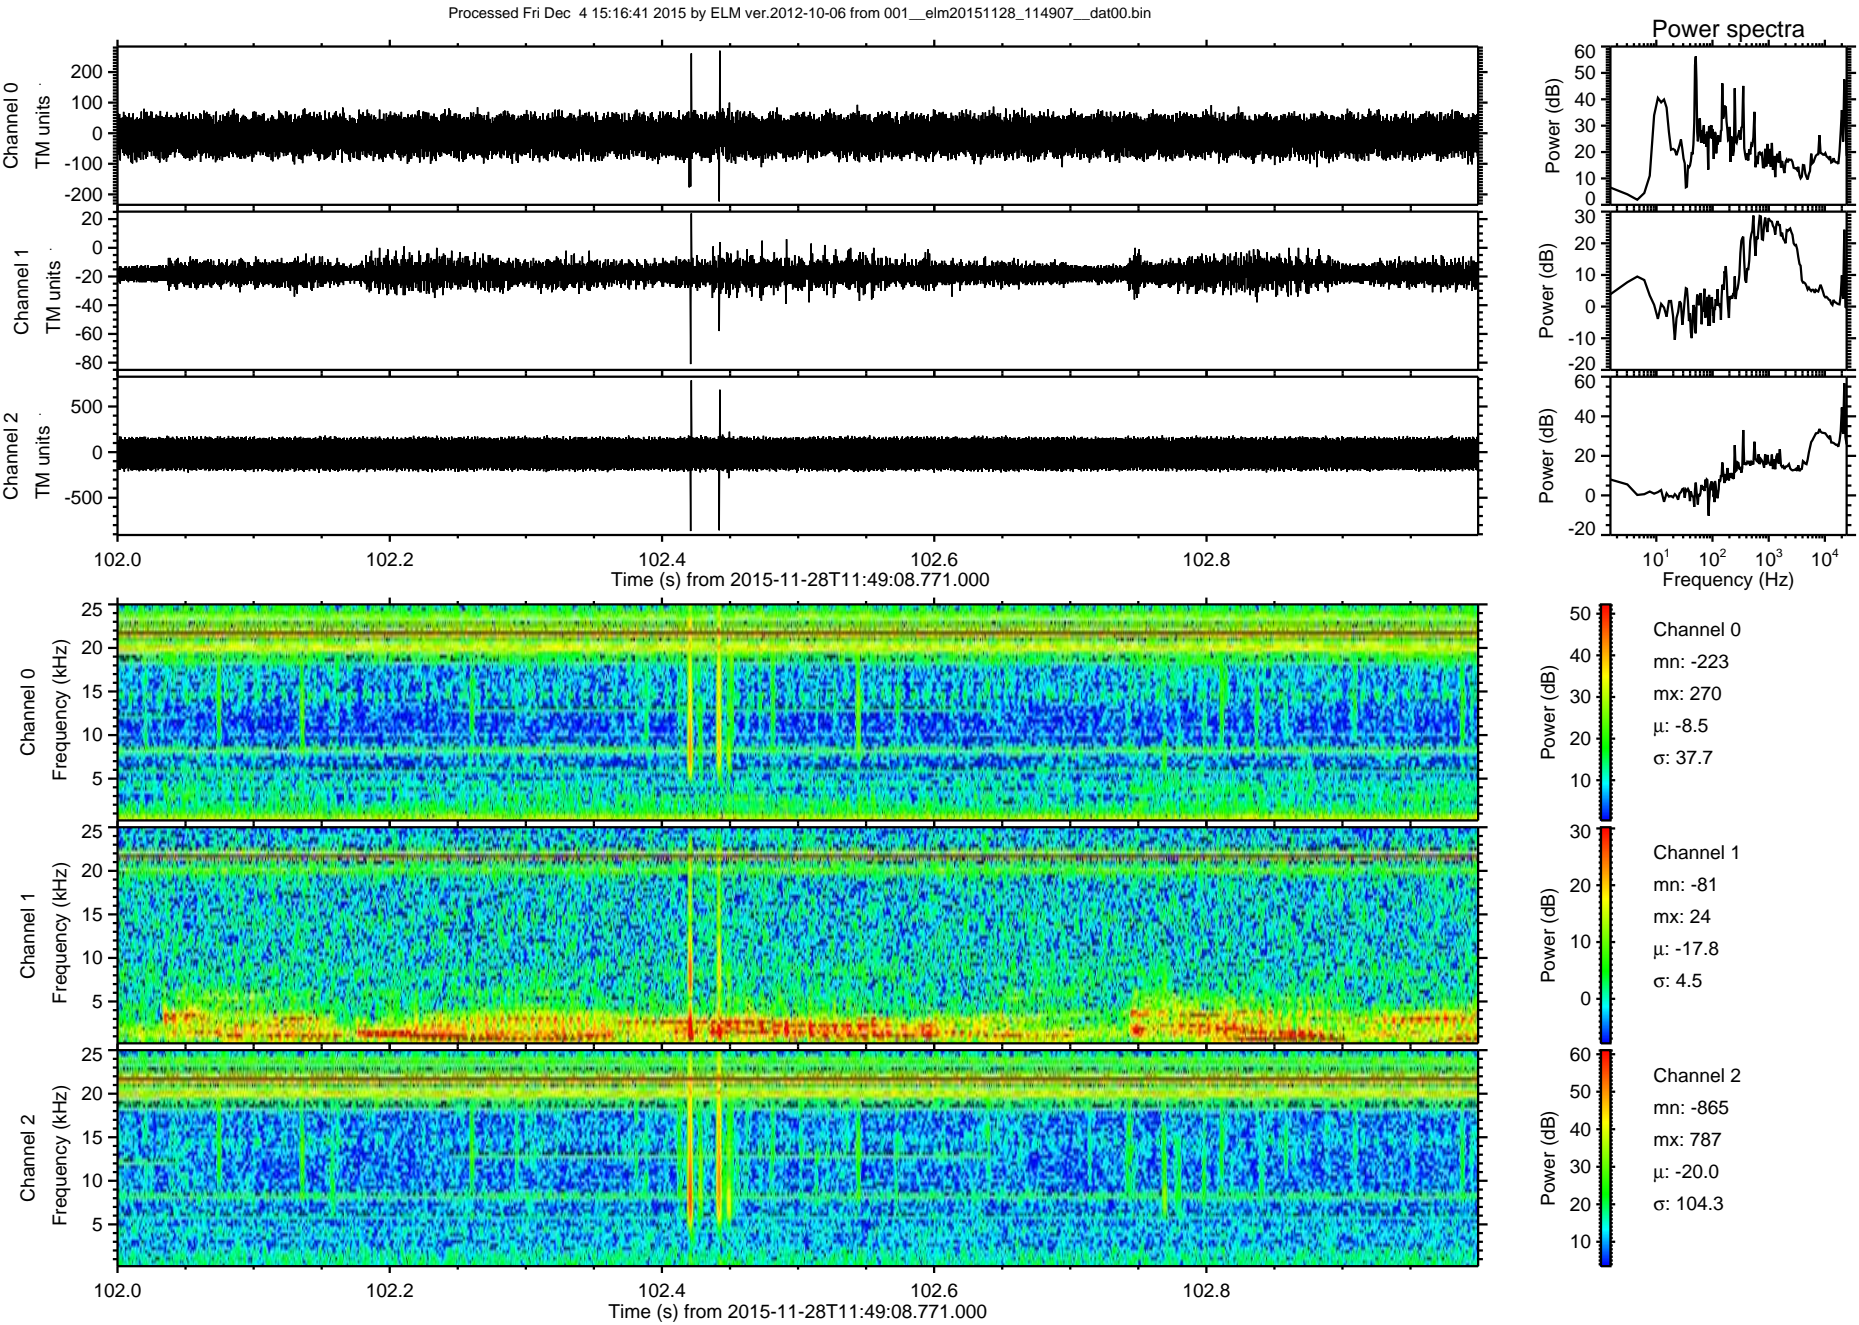 Processed Fri Dec  4 15:16:41 2015 by ELM ver.2012-10-06 from 001__elm20151128_114907__dat00.bin
Power spectra
Channel 0
TM units
200
100
0
-100
-200
Power (dB)
60
50
40
30
20
10
0
Channel 1
TM units
20
0
-20
-40
-60
-80
Power (dB)
30
20
10
0
-10
-20
Channel 2
TM units
500
0
-500
Power (dB)
60
40
20
0
-20
102.0 102.2 102.4 102.6 102.8
Time (s) from 2015-11-28T11:49:08.771.000
10^1 10^2 10^3 10^4
Frequency (Hz)
Channel 0
Frequency (kHz)
25
20
15
10
5
Power (dB)
50
40
30
20
10
Channel 0
mn: -223
mx: 270
μ: -8.5
σ: 37.7
Channel 1
Frequency (kHz)
25
20
15
10
5
Power (dB)
30
20
10
0
Channel 1
mn: -81
mx: 24
μ: -17.8
σ: 4.5
Channel 2
Frequency (kHz)
25
20
15
10
5
Power (dB)
60
50
40
30
20
10
Channel 2
mn: -865
mx: 787
μ: -20.0
σ: 104.3
102.0 102.2 102.4 102.6 102.8
Time (s) from 2015-11-28T11:49:08.771.000